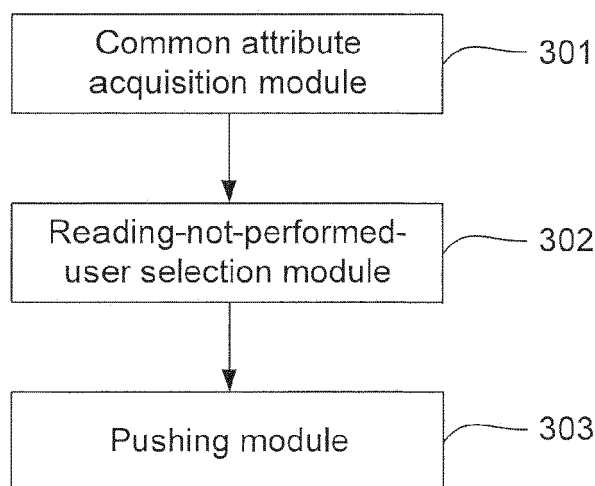 Common attribute
acquisition module
301
Reading-not-performed-
user selection module
302
Pushing module
303